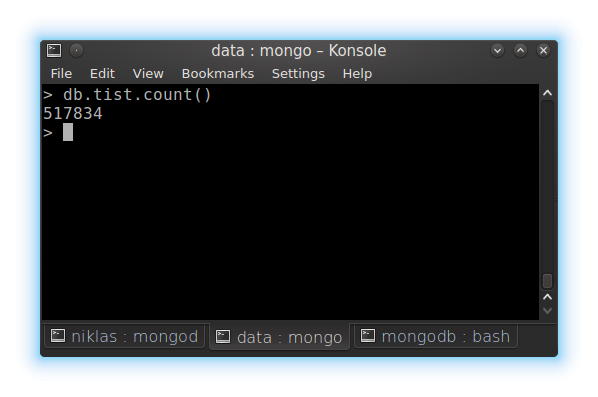 data : mongo – Konsole
File Edit View Bookmarks Settings Help
> db.tist.count()
517834
>
niklas : mongod data : mongo mongodb : bash